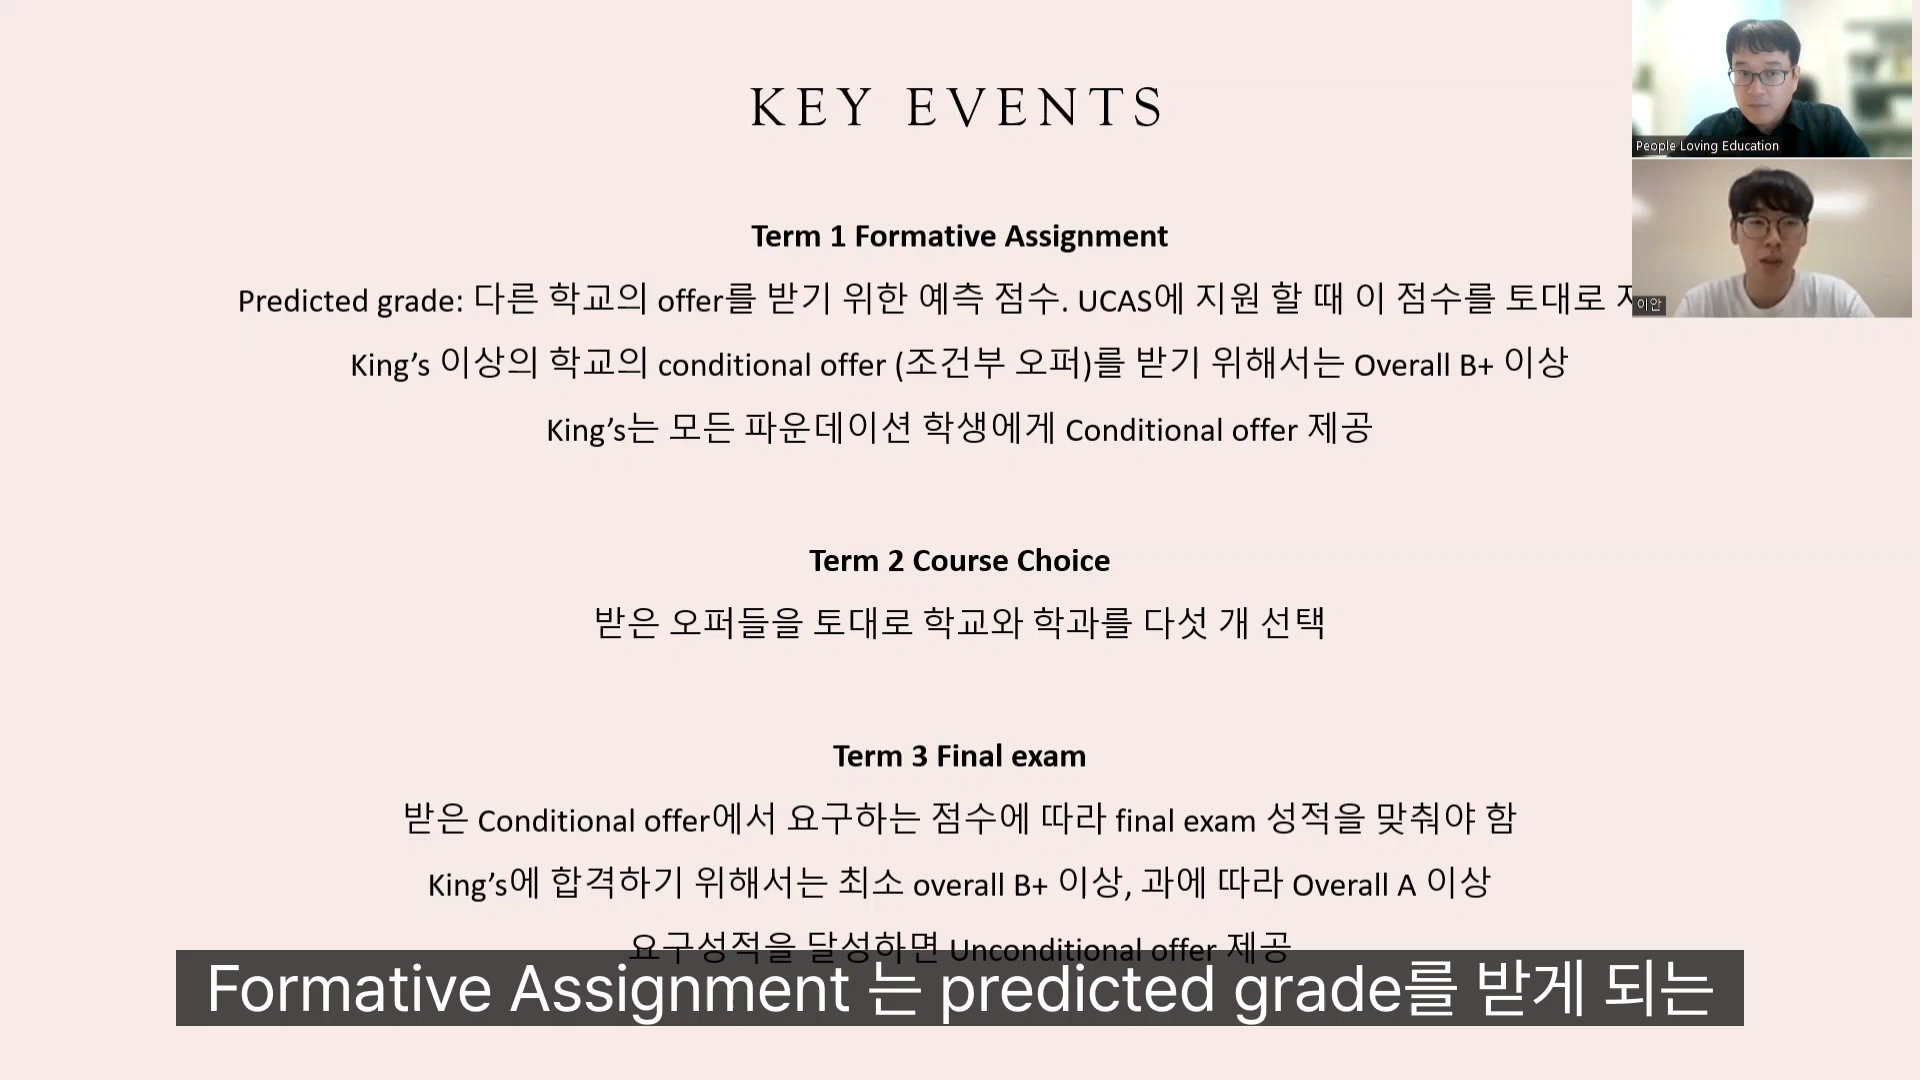 KEY EVENTS
People Loving Education
이안
Term 1 Formative Assignment
Predicted grade: 다른 학교의 offer를 받기 위한 예측 점수. UCAS에 지원 할 때 이 점수를 토대로
King's 이상의 학교의 conditional offer (조건부 오퍼)를 받기 위해서는 Overall B+ 이상
King's는 모든 파운데이션 학생에게 Conditional offer 제공
Term 2 Course Choice
받은 오퍼들을 토대로 학교와 학과를 다섯 개 선택
Term 3 Final exam
받은 Conditional offer에서 요구하는 점수에 따라 final exam 성적을 맞춰야 함
King's에 합격하기 위해서는 최소 overall B+ 이상, 과에 따라 Overall A 이상
요구성적을 달성하면 Unconditional offer 제공
Formative Assignment 는 predicted grade를 받게 되는